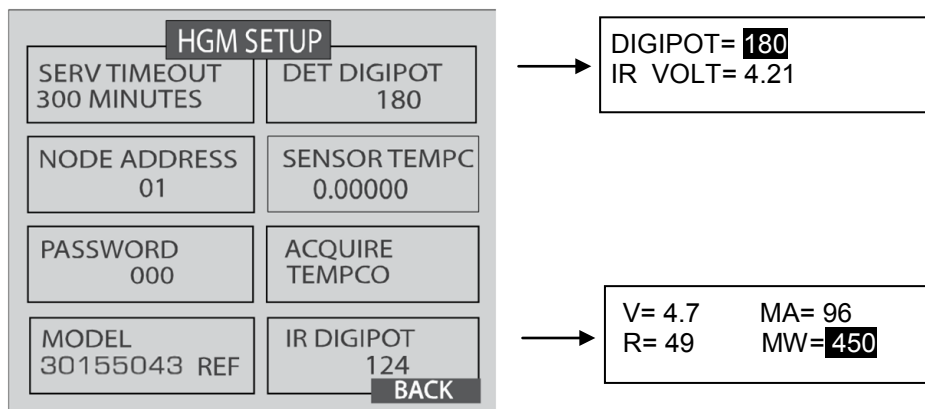 HGM SETUP
SERV TIMEOUT
300 MINUTES
DET DIGIPOT
180
NODE ADDRESS
01
SENSOR TEMPC
0.00000
PASSWORD
000
ACQUIRE
TEMPCO
MODEL
30155043 REF
IR DIGIPOT
124
BACK
DIGIPOT= 180
IR VOLT= 4.21
V= 4.7 MA= 96
R= 49 MW= 450